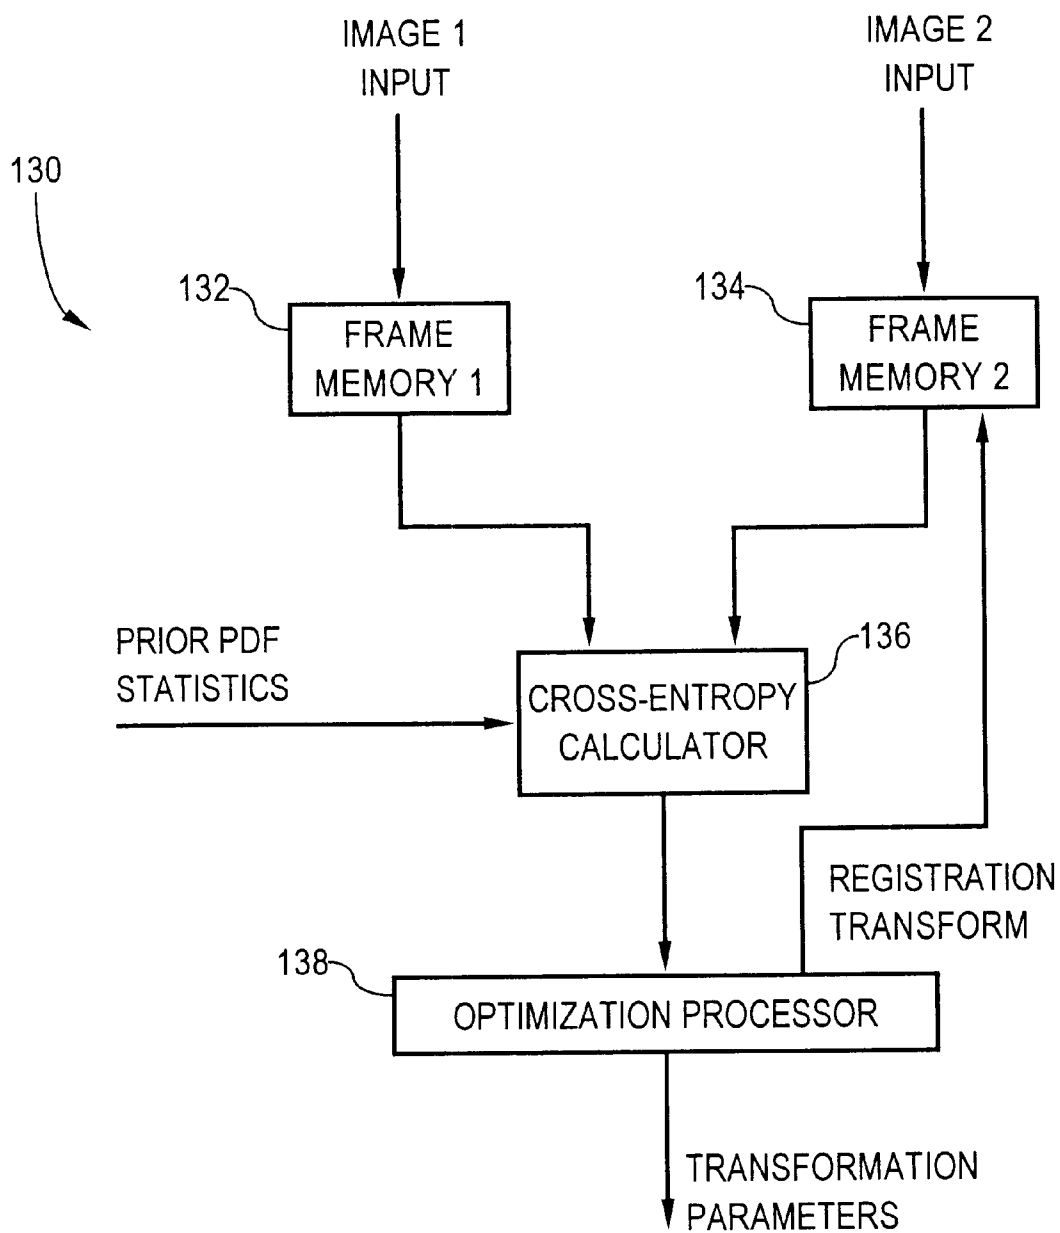 IMAGE 1
INPUT
IMAGE 2
INPUT
130
132
FRAME
MEMORY 1
134
FRAME
MEMORY 2
PRIOR PDF
STATISTICS
136
CROSS-ENTROPY
CALCULATOR
REGISTRATION
TRANSFORM
138
OPTIMIZATION PROCESSOR
TRANSFORMATION
PARAMETERS